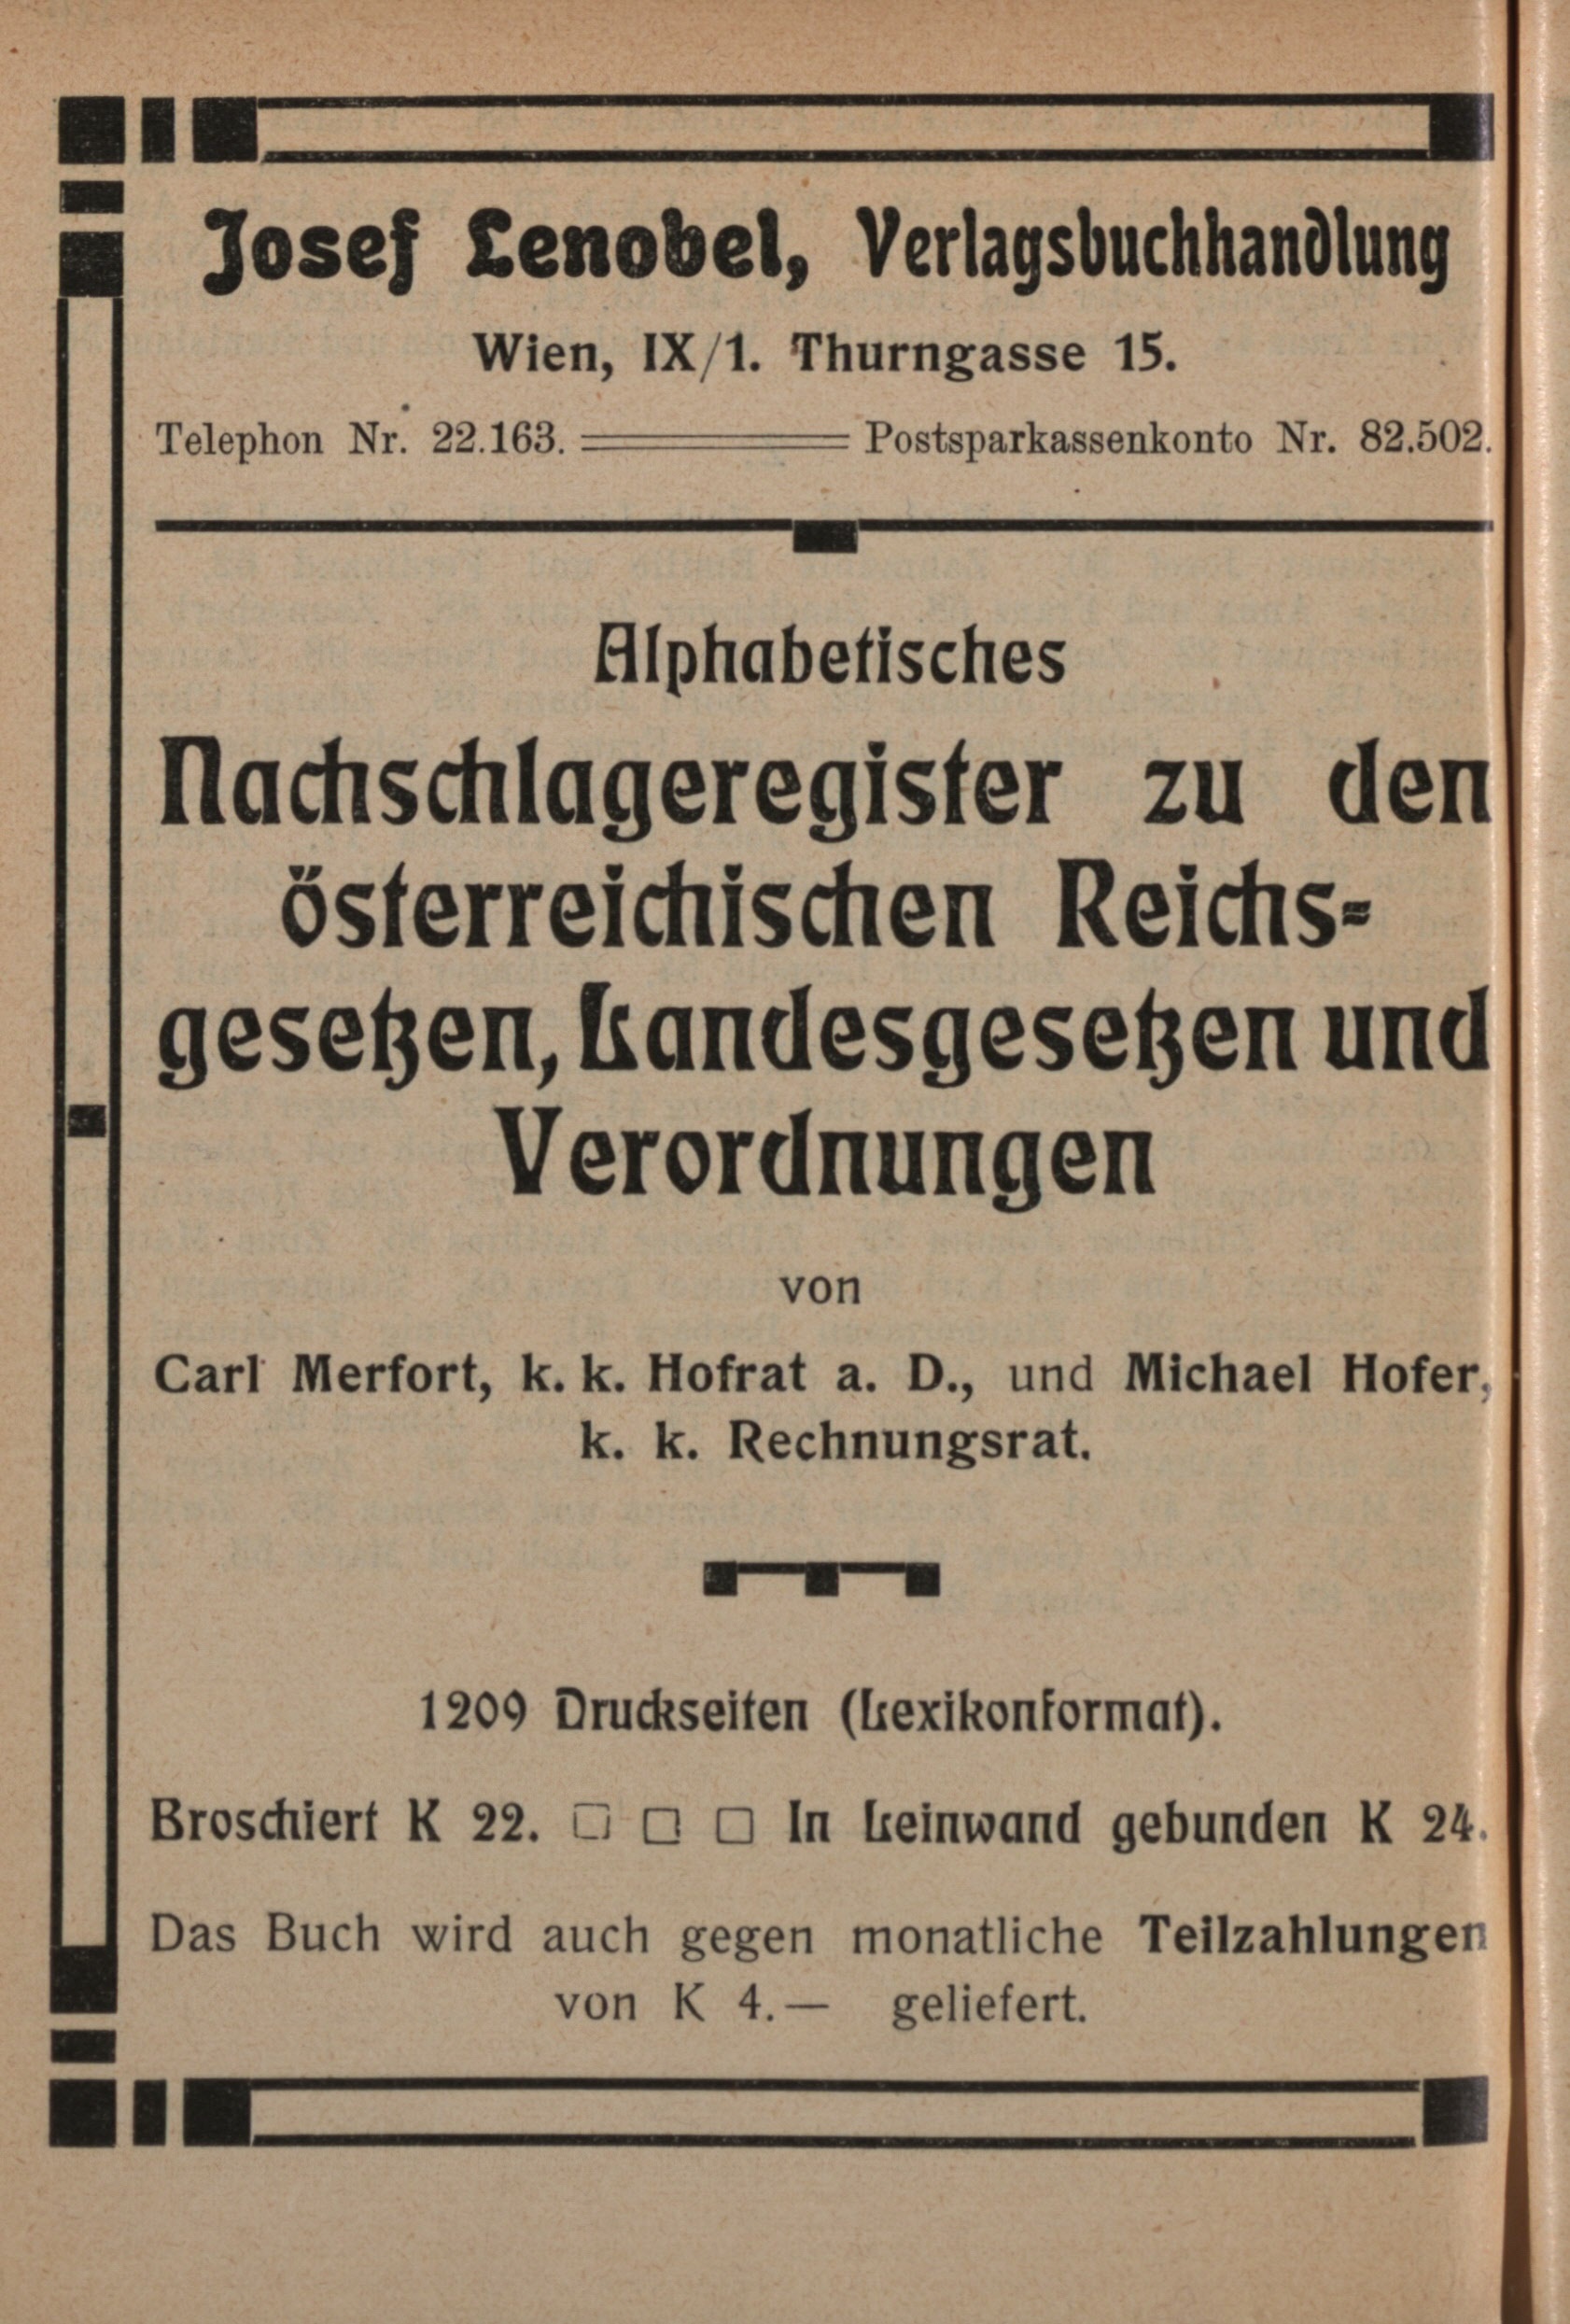 Josef Lenobel, Verlagsbuchhandlung
Wien, IX/1. Thurngasse 15.
Telephon Nr. 22.163. Postsparkassenkonto Nr. 82.502.
Alphabetisches
Nachschlageregister zu den
österreichischen Reichs-
gesetzen, Landesgesetzen und
Verordnungen
von
Carl Merfort, k. k. Hofrat a. D., und Michael Hofer,
k. k. Rechnungsrat.
1209 Druckseiten (Lexikonformat).
Broschiert K 22. □ □ □ In Leinwand gebunden K 24.
Das Buch wird auch gegen monatliche Teilzahlungen
von K 4.— geliefert.